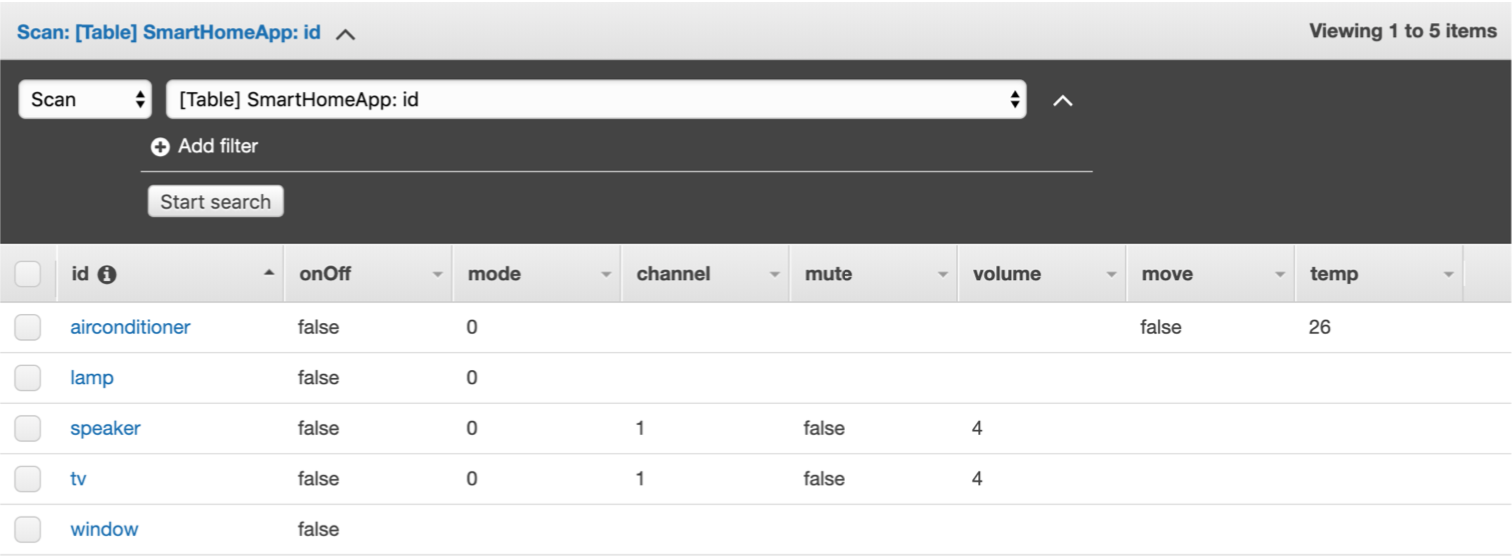 Scan: [Table] SmartHomeApp: id Viewing 1 to 5 items
Scan [Table] SmartHomeApp: id
Add filter
Start search
id onOff mode channel mute volume move temp
airconditioner false 0 false 26
lamp false 0
speaker false 0 1 false 4
tv false 0 1 false 4
window false